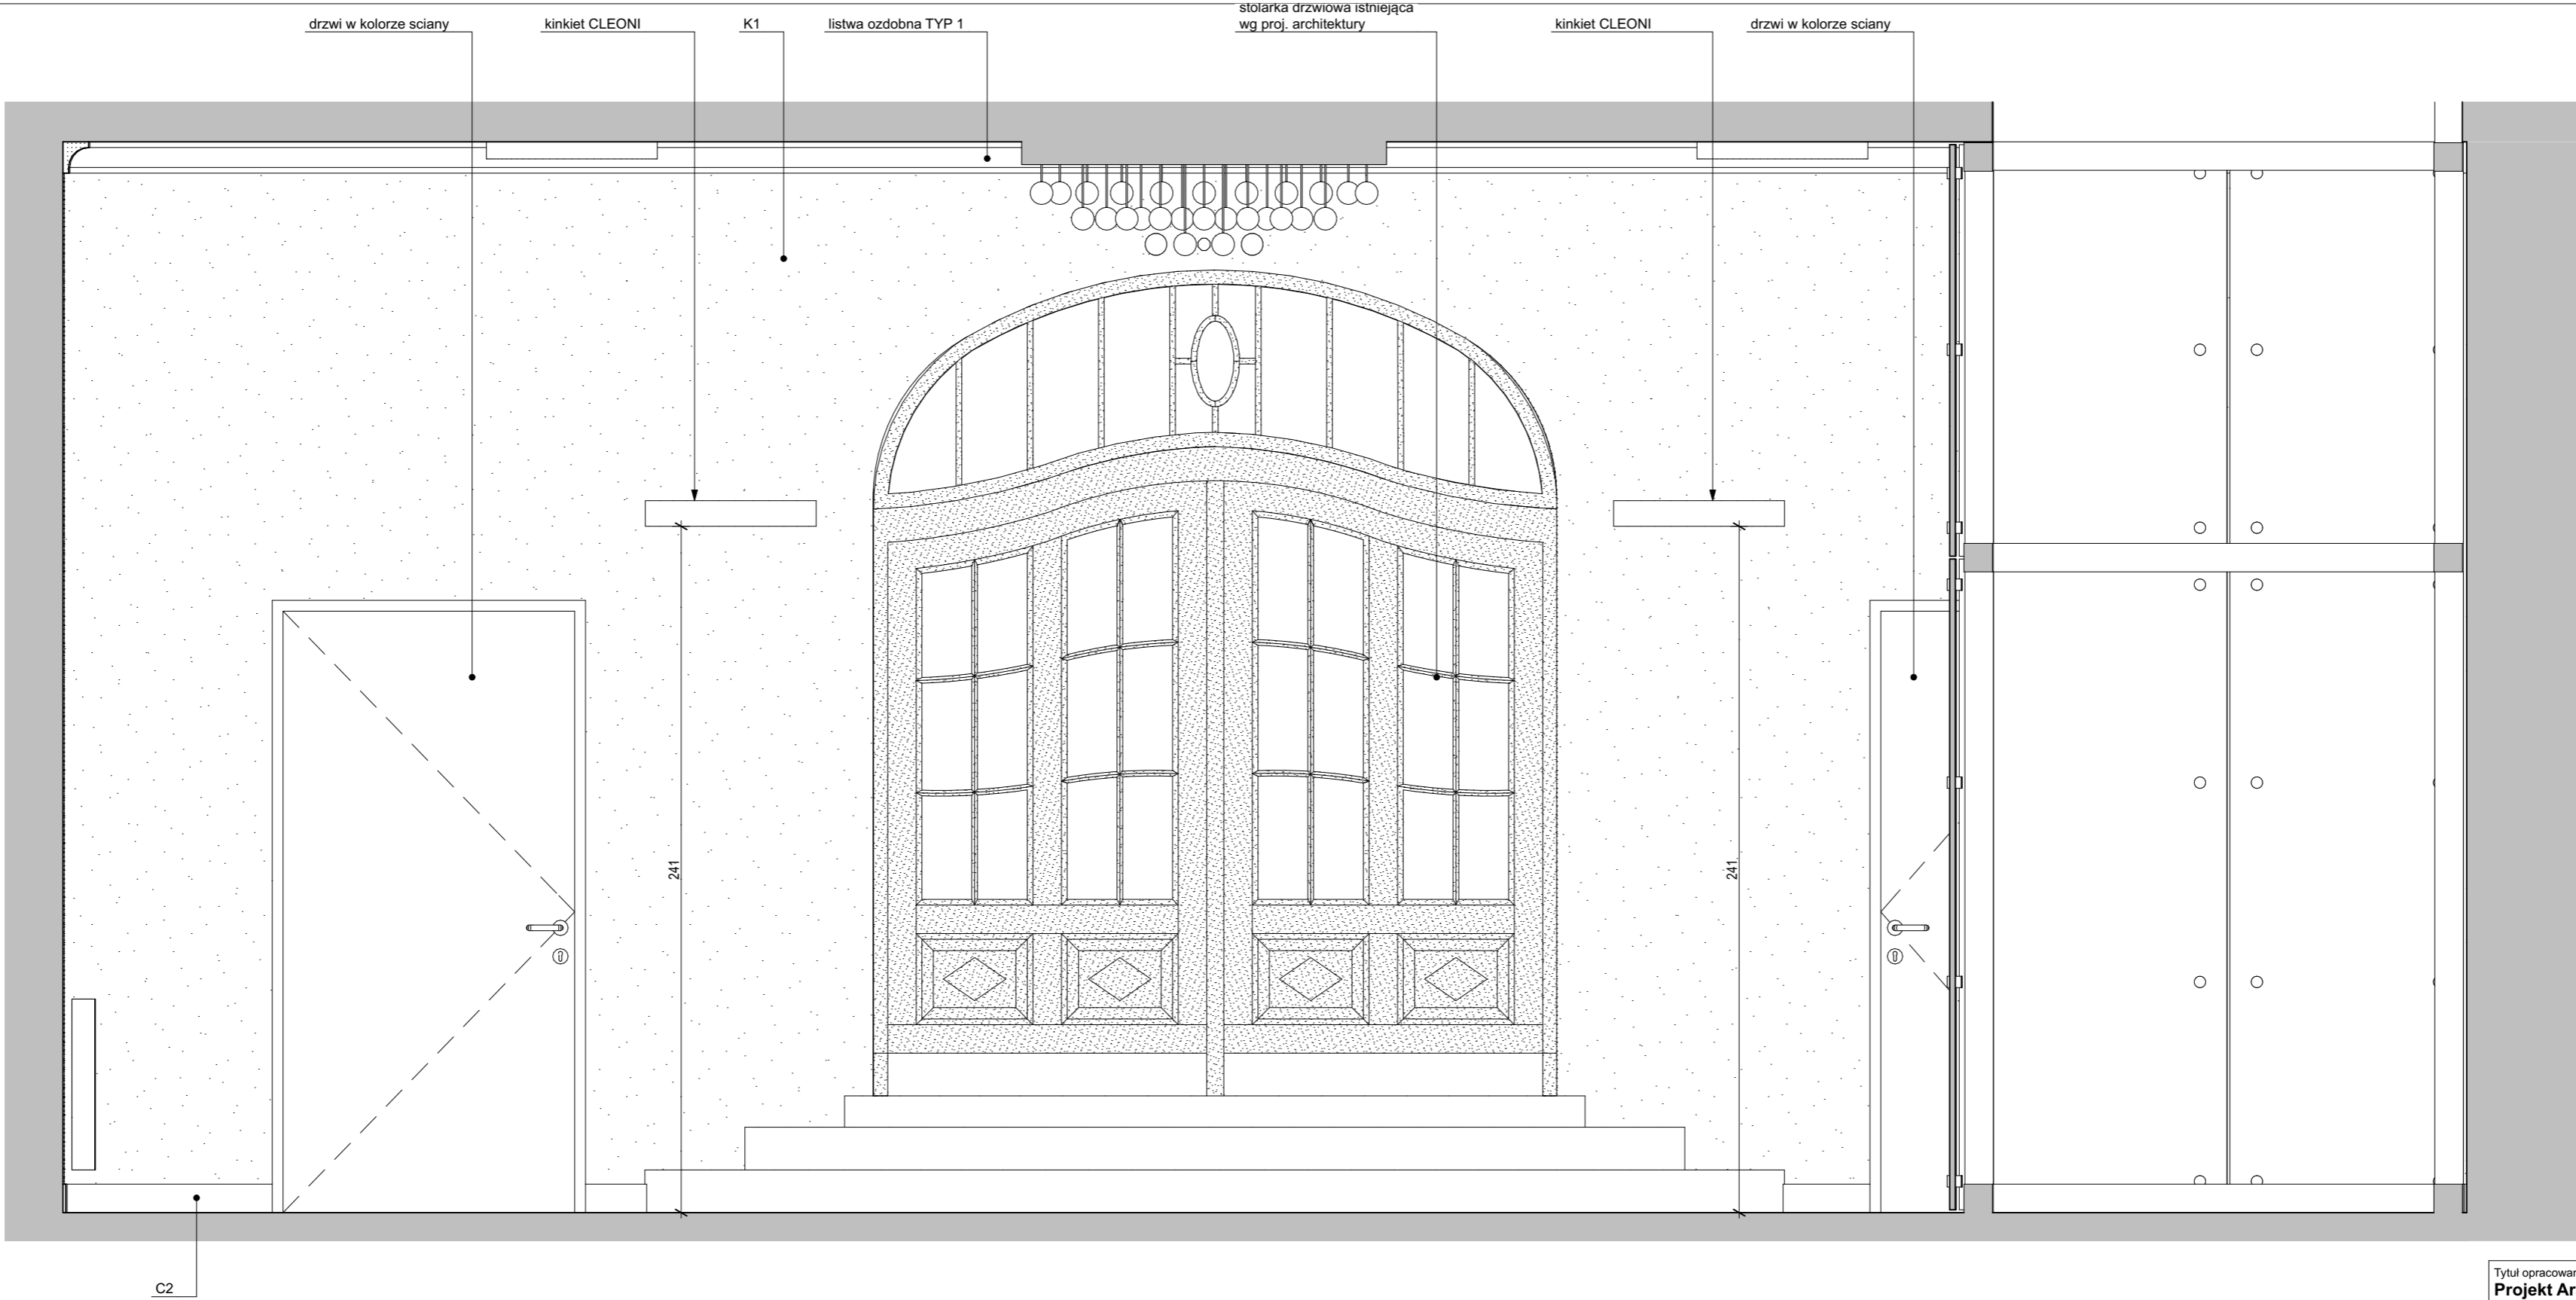 stolarka drzwiowa istniejąca
drzwi w kolorze sciany
kinkiet CLEONI
K1
listwa ozdobna TYP 1
wg proj. architektury
kinkiet CLEONI
drzwi w kolorze sciany
241
241
C2
Tytuł opracowan
Projekt Ar